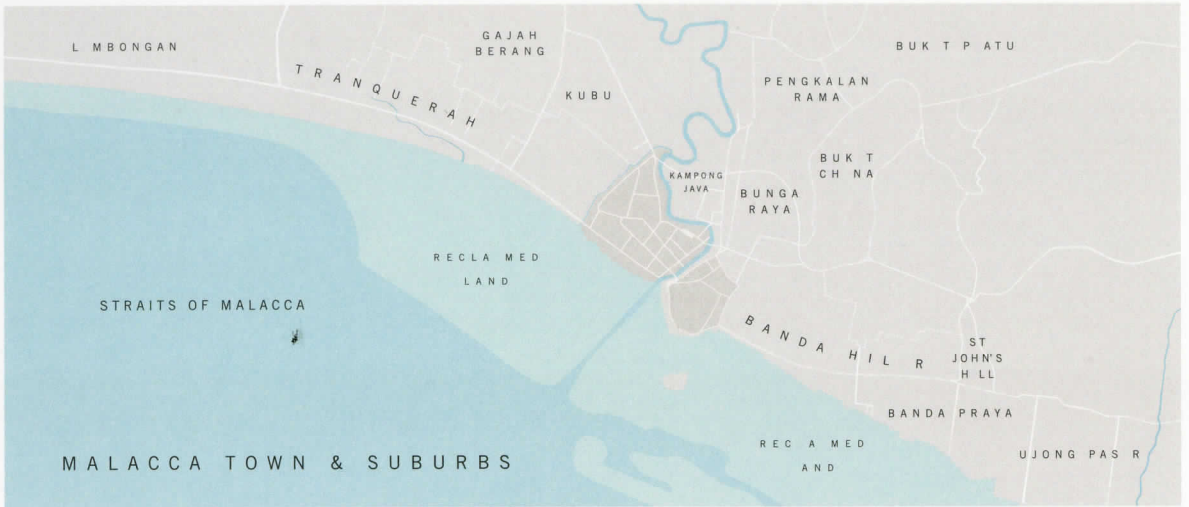 L MBONGAN
GAJAH
BERANG
BUK T P ATU
TRANQUERAH
KUBU
PENGKALAN
RAMA
BUK T
CH NA
KAMPONG
JAVA
BUNGA
RAYA
RECLA MED
LAND
STRAITS OF MALACCA
BANDA HIL R
ST
JOHN'S
H LL
BANDA PRAYA
REC A MED
AND
UJONG PAS R
MALACCA TOWN & SUBURBS